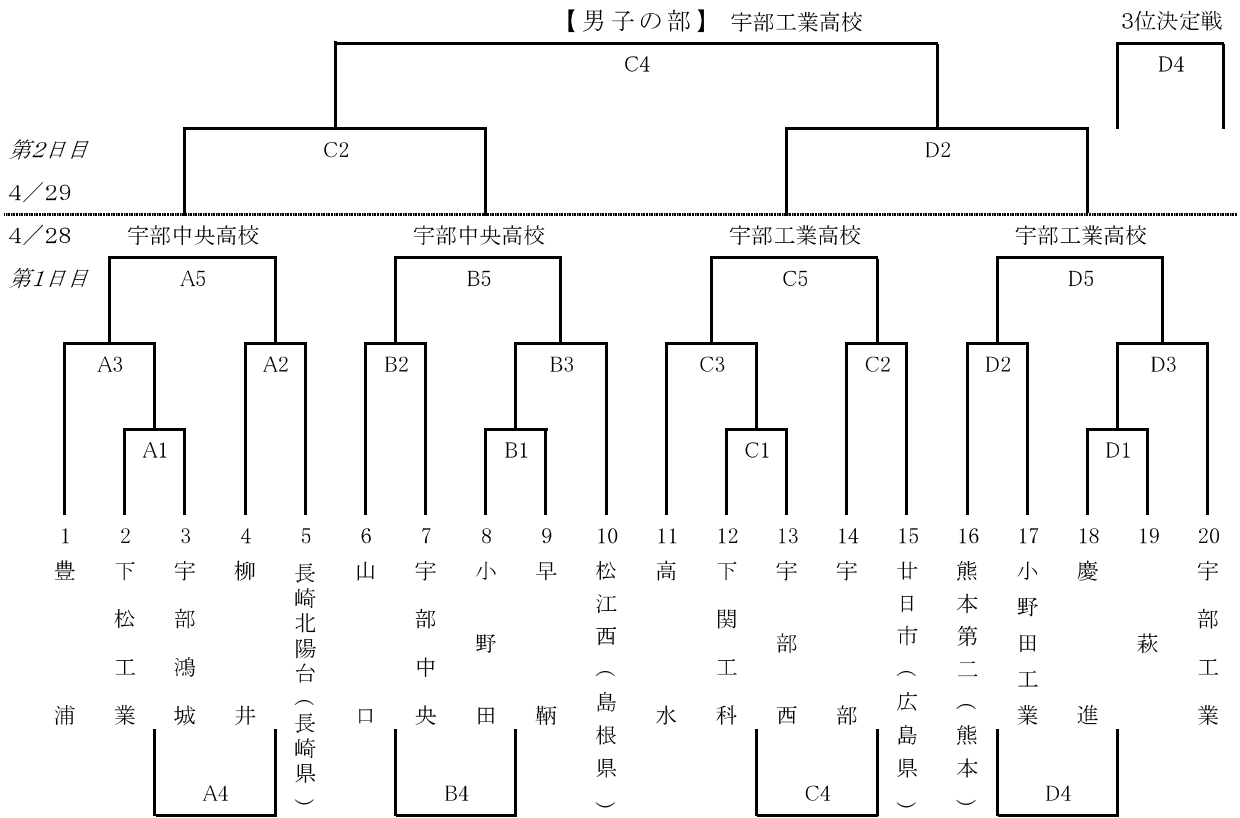 【男子の部】 宇部工業高校 3位決定戦
C4 D4
第2日目 C2 D2
4／29
4／28 宇部中央高校 宇部中央高校 宇部工業高校 宇部工業高校
第1日目 A5 B5 C5 D5
A3 A2 B2 B3 C3 C2 D2 D3
A1 B1 C1 D1
1 2 3 4 5 6 7 8 9 10 11 12 13 14 15 16 17 18 19 20
豊浦
下松工業
宇部鴻城
柳井
長崎北陽台(長崎県)
山口
宇部中央
小野田
早鞆
松江西(島根県)
高水
下関工科
宇部西
宇部
廿日市(広島県)
熊本第二(熊本)
小野田工業
慶進
萩
宇部工業
A4 B4 C4 D4